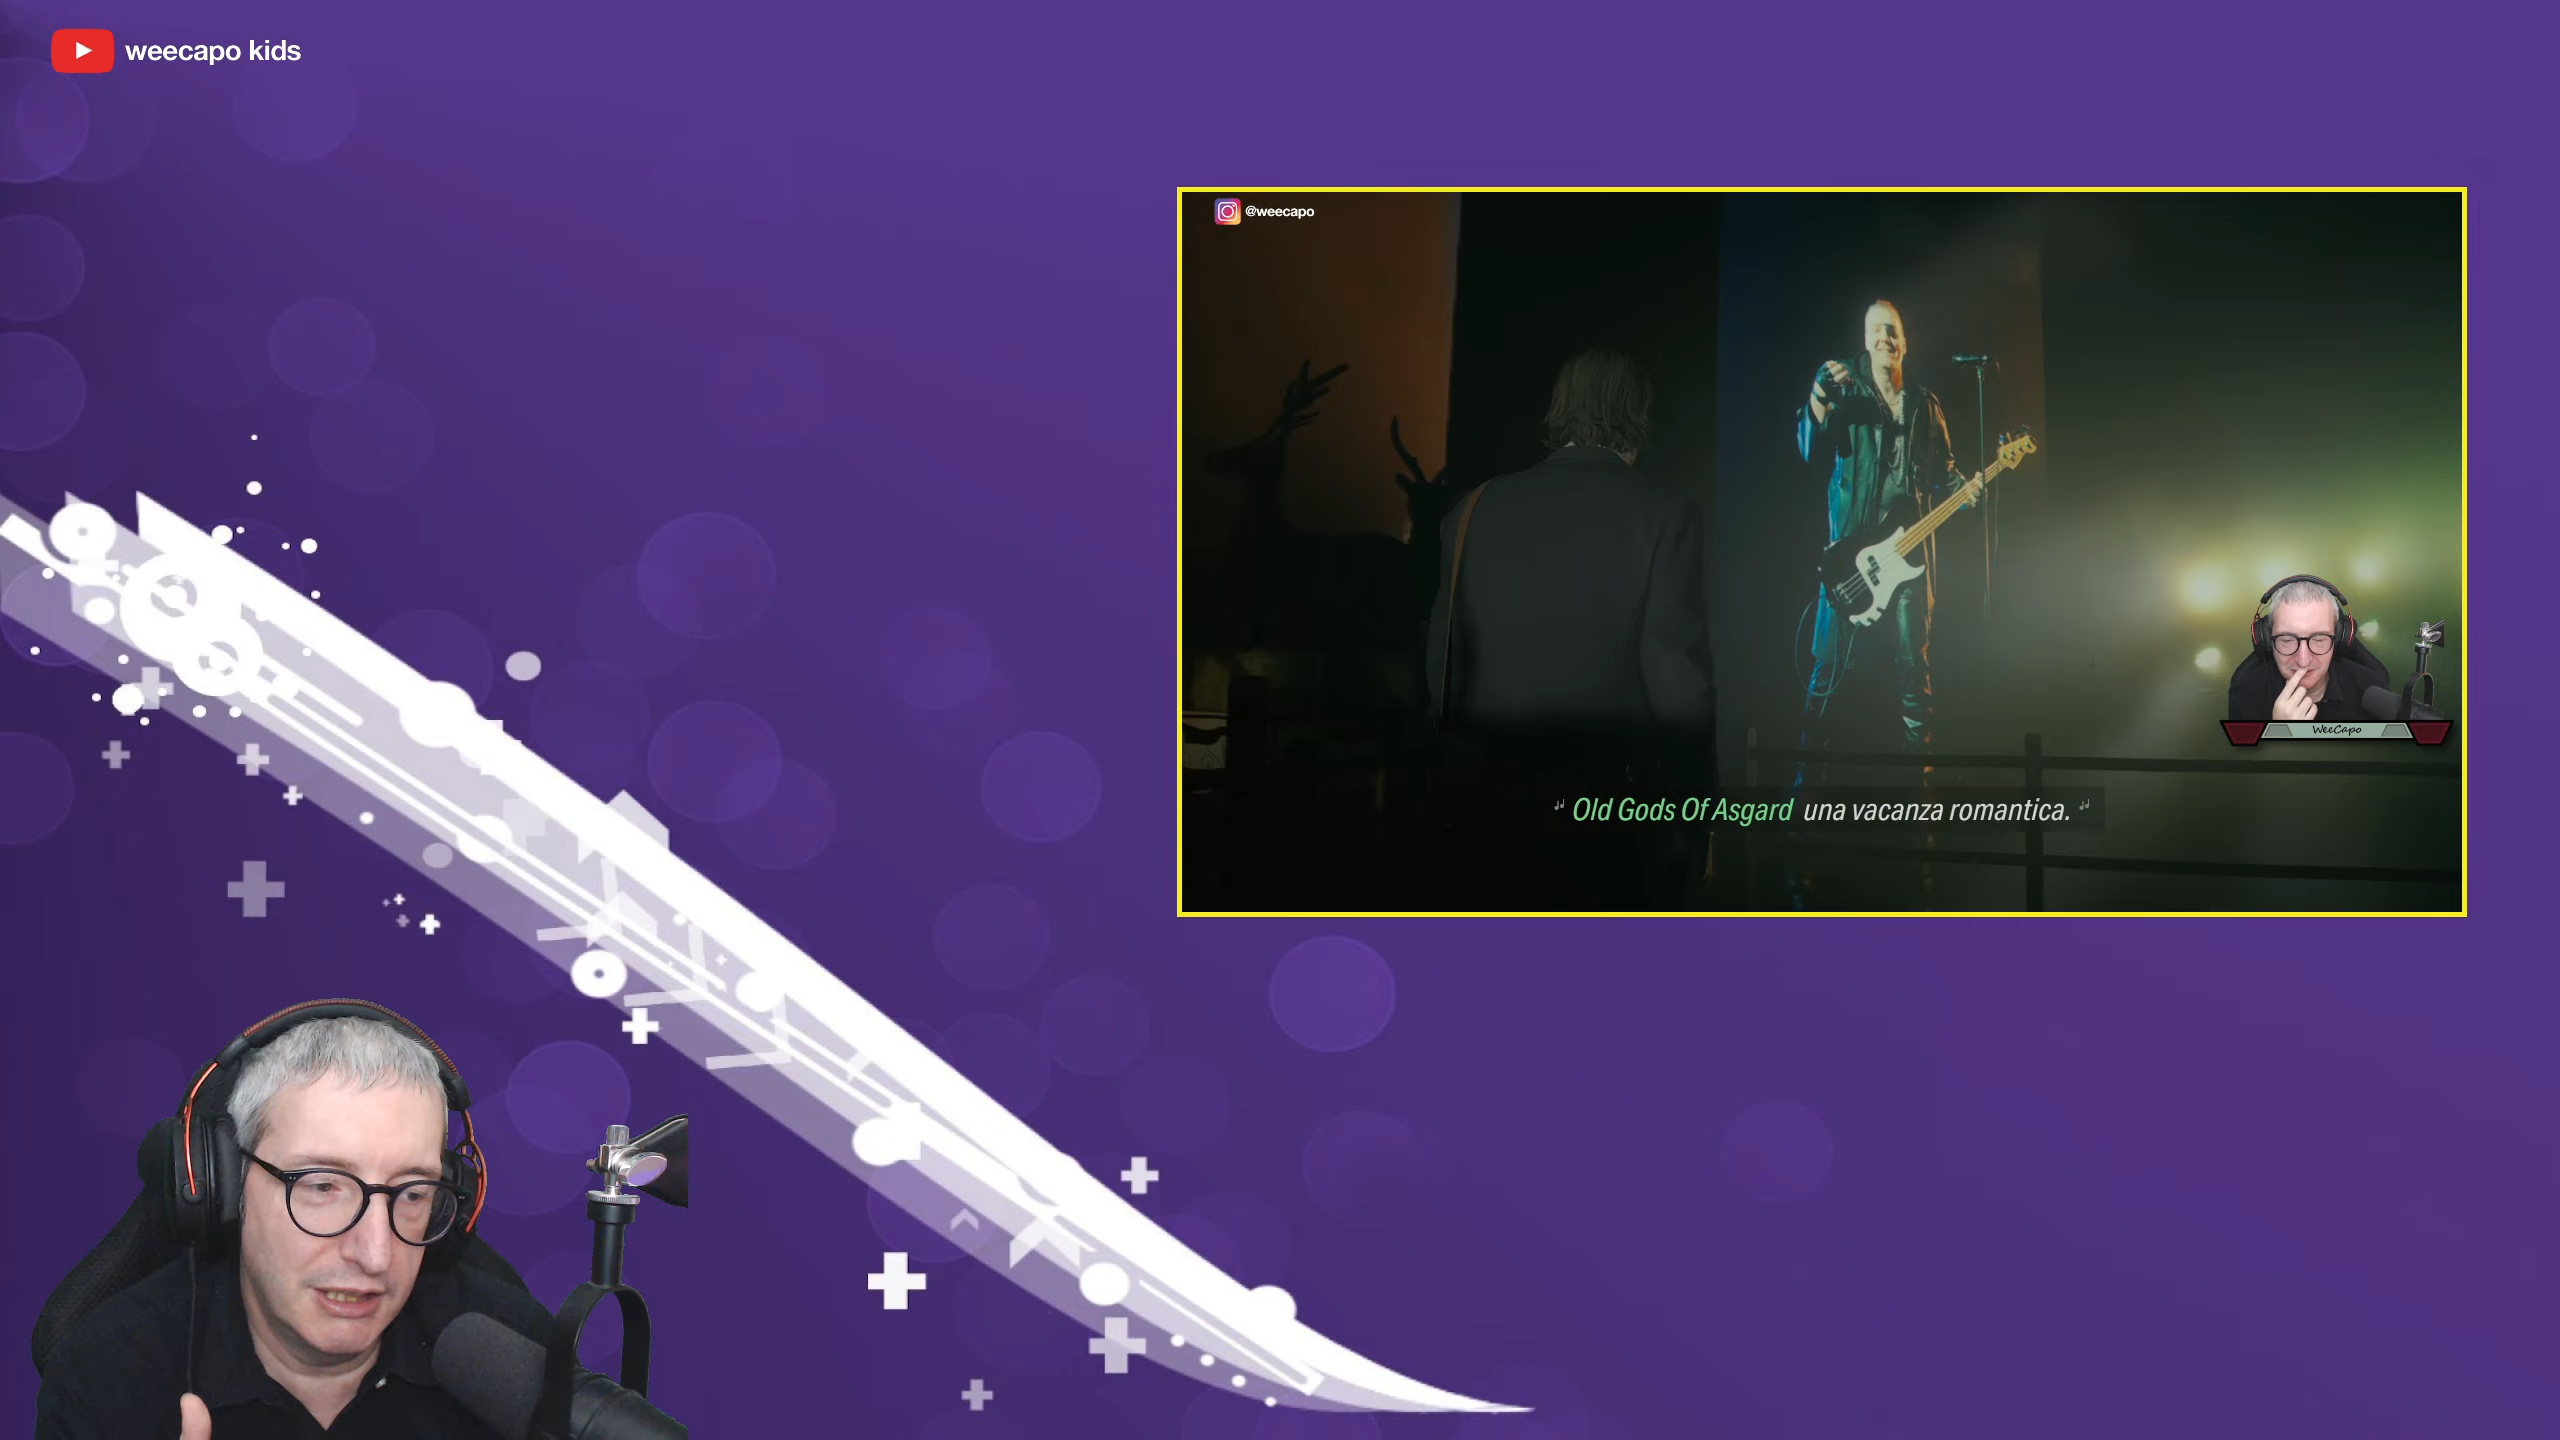 weecapo kids
@weecapo
WeeCapo
♫ Old Gods Of Asgard una vacanza romantica. ♫